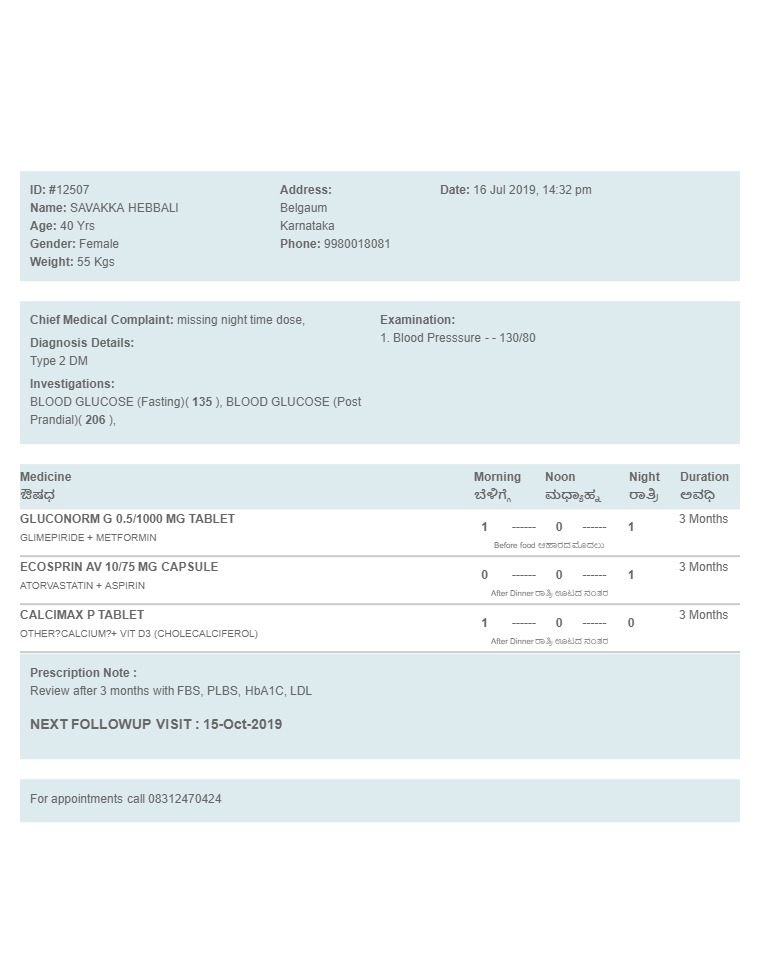 ID: #12507
Name: SAVAKKA HEBBALI
Age: 40 Yrs
Gender: Female
Weight: 55 Kgs
Address:
Belgaum
Karnataka
Phone: 9980018081
Date: 16 Jul 2019, 14:32 pm
Chief Medical Complaint: missing night time dose,
Diagnosis Details:
Type 2 DM
Investigations:
BLOOD GLUCOSE (Fasting)( 135 ), BLOOD GLUCOSE (Post
Prandial)( 206 ),
Examination:
1. Blood Presssure - - 130/80
Medicine Morning Noon Night Duration
ಔಷಧ ಬೆಳಿಗ್ಗೆ ಮಧ್ಯಾಹ್ನ ರಾತ್ರಿ ಅವಧಿ
GLUCONORM G 0.5/1000 MG TABLET 3 Months
1 ------ 0 ------ 1
GLIMEPIRIDE + METFORMIN
Before food ಆಹಾರದ ಮೊದಲು
ECOSPRIN AV 10/75 MG CAPSULE 3 Months
0 ------ 0 ------ 1
ATORVASTATIN + ASPIRIN
After Dinner ರಾತ್ರಿ ಊಟದ ನಂತರ
CALCIMAX P TABLET 3 Months
1 ------ 0 ------ 0
OTHER?CALCIUM?+ VIT D3 (CHOLECALCIFEROL)
After Dinner ರಾತ್ರಿ ಊಟದ ನಂತರ
Prescription Note :
Review after 3 months with FBS, PLBS, HbA1C, LDL
NEXT FOLLOWUP VISIT : 15-Oct-2019
For appointments call 08312470424